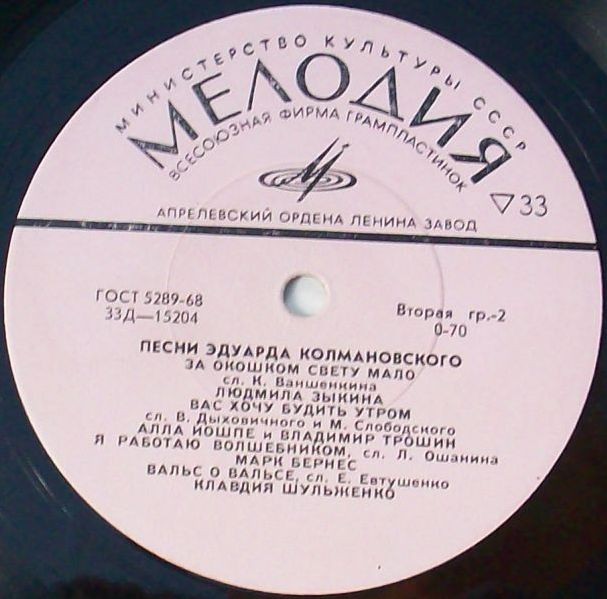 МИНИСТЕРСТВО КУЛЬТУРЫ СССР
МЕЛОДИЯ
ВСЕСОЮЗНАЯ ФИРМА ГРАМПЛАСТИНОК
▽33
АПРЕЛЕВСКИЙ ОРДЕНА ЛЕНИНА ЗАВОД
ГОСТ 5289-68
33Д—15204
Вторая гр.-2
0-70
ПЕСНИ ЭДУАРДА КОЛМАНОВСКОГО
ЗА ОКОШКОМ СВЕТУ МАЛО
сл. К. Ваншенкина
ЛЮДМИЛА ЗЫКИНА
ВАС ХОЧУ БУДИТЬ УТРОМ
сл. В. Дыховичного и М. Слободского
АЛЛА ИОШПЕ и ВЛАДИМИР ТРОШИН
Я РАБОТАЮ ВОЛШЕБНИКОМ, сл. Л. Ошанина
МАРК БЕРНЕС
ВАЛЬС О ВАЛЬСЕ, сл. Е. Евтушенко
КЛАВДИЯ ШУЛЬЖЕНКО